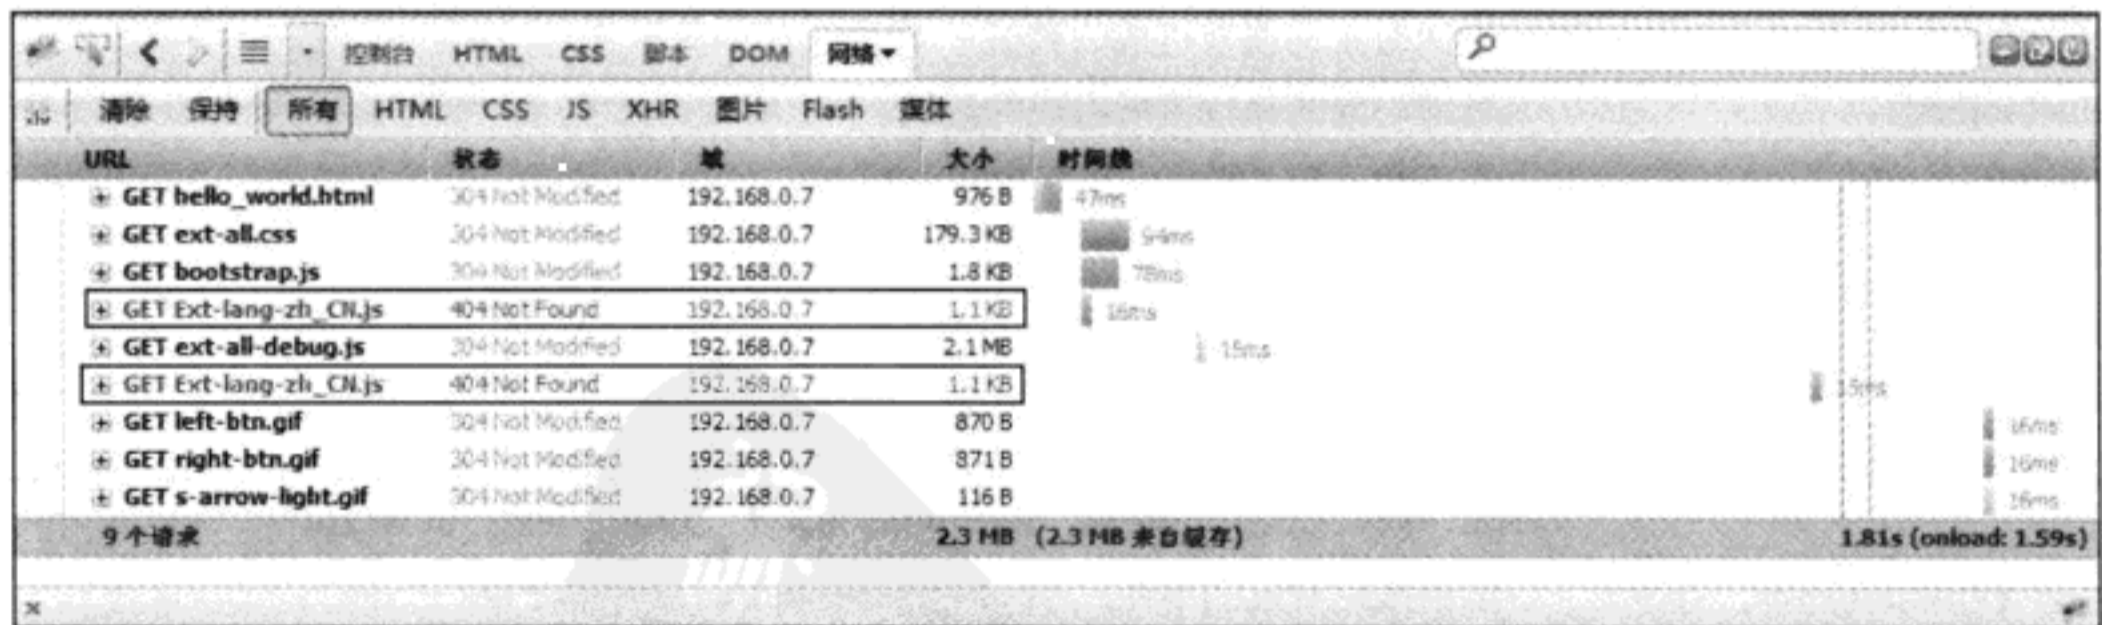 控制台 HTML CSS 脚本 DOM 网络
清除 保持 所有 HTML CSS JS XHR 图片 Flash 媒体
URL 状态 域 大小 时间线
GET hello_world.html 304 Not Modified 192.168.0.7 976 B 47ms
GET ext-all.css 304 Not Modified 192.168.0.7 179.3 KB 94ms
GET bootstrap.js 304 Not Modified 192.168.0.7 1.8 KB 78ms
GET Ext-lang-zh_CN.js 404 Not Found 192.168.0.7 1.1 KB 16ms
GET ext-all-debug.js 304 Not Modified 192.168.0.7 2.1 MB 15ms
GET Ext-lang-zh_CN.js 404 Not Found 192.168.0.7 1.1 KB 15ms
GET left-btn.gif 304 Not Modified 192.168.0.7 870 B 16ms
GET right-btn.gif 304 Not Modified 192.168.0.7 871 B 16ms
GET s-arrow-light.gif 304 Not Modified 192.168.0.7 116 B 16ms
9 个请求 2.3 MB (2.3 MB 来自缓存) 1.81s (onload: 1.59s)